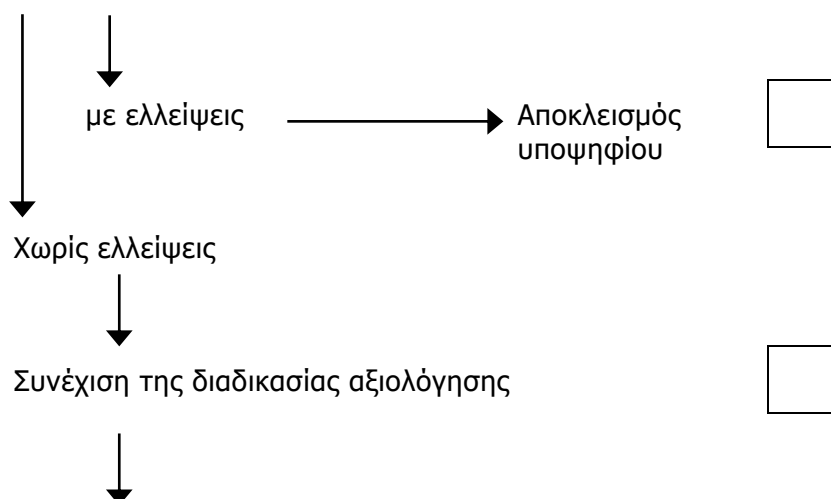 με ελλείψεις
Αποκλεισμός
υποψηφίου
Χωρίς ελλείψεις
Συνέχιση της διαδικασίας αξιολόγησης